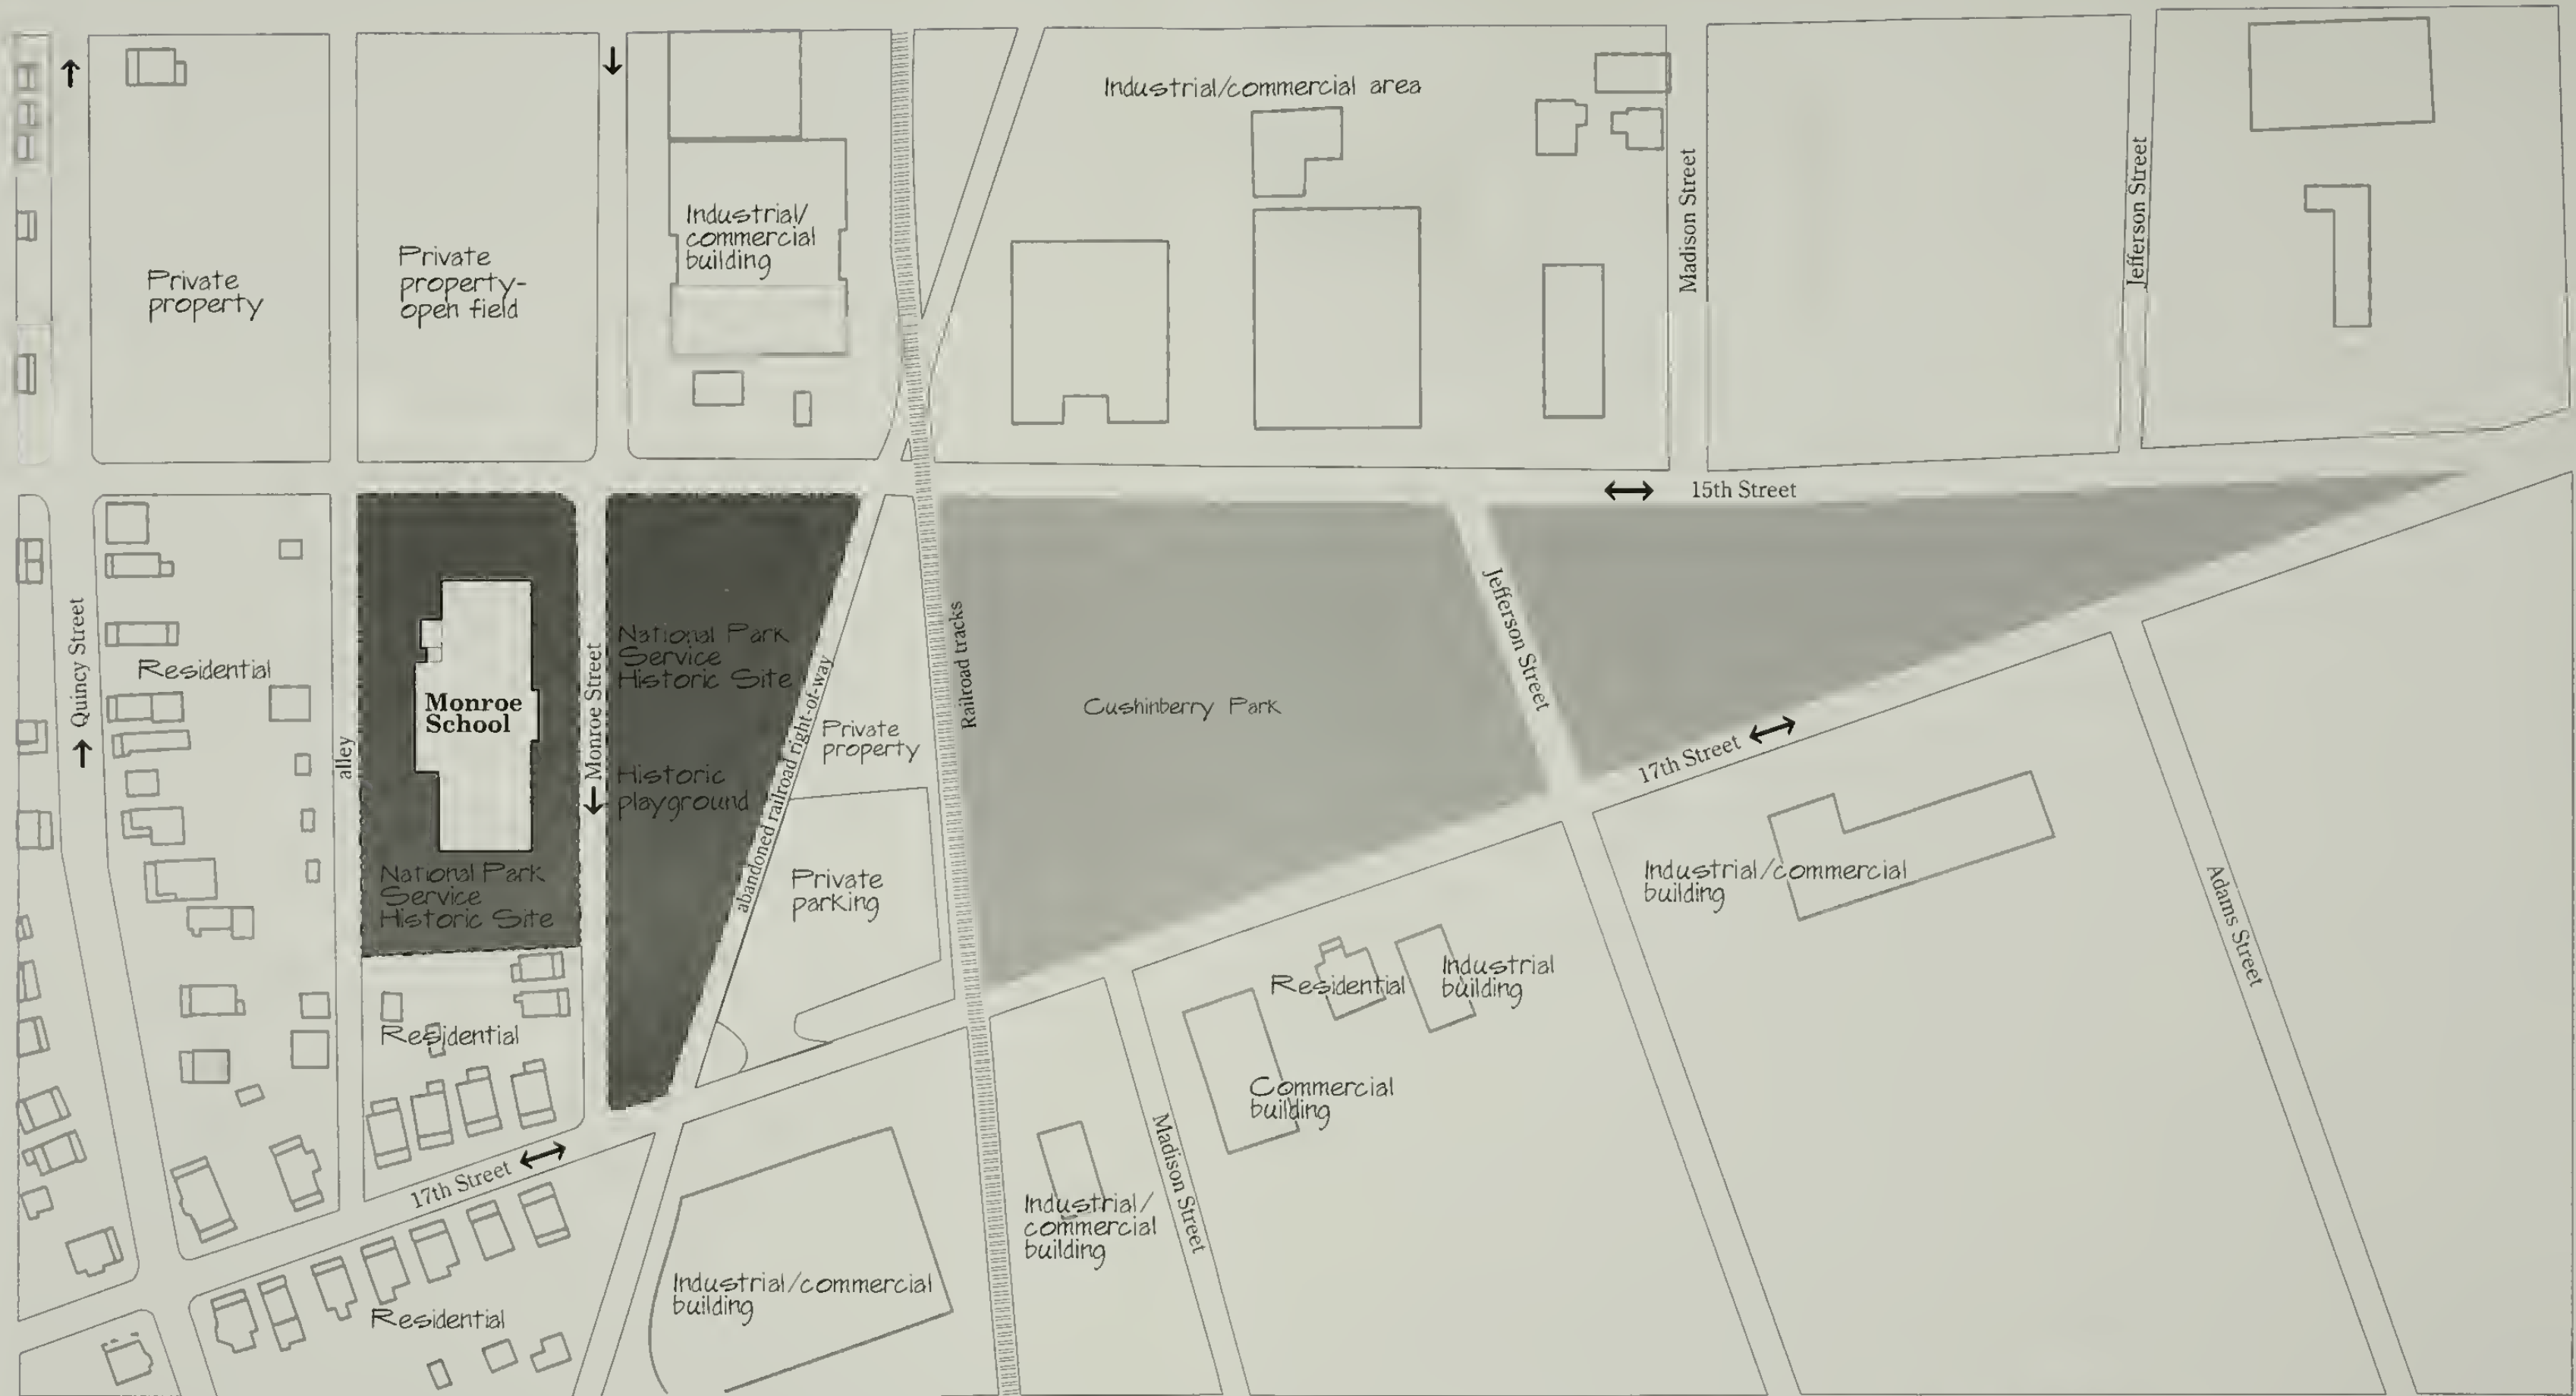 Industrial/commercial area
Private
property
Private
property-
open field
Industrial/
commercial
building
Madison Street
Jefferson Street
15th Street
Quincy Street
Residential
alley
Monroe
School
National Park
Service
Historic Site
Monroe Street
National Park
Service
Historic Site
Historic
playground
abandoned railroad right-of-way
Private
property
Private
parking
Railroad tracks
Cushinberry Park
Jefferson Street
17th Street
Industrial/commercial
building
Adams Street
Residential
Industrial
building
Commercial
building
Madison Street
Industrial/
commercial
building
Residential
17th Street
Residential
Industrial/commercial
building